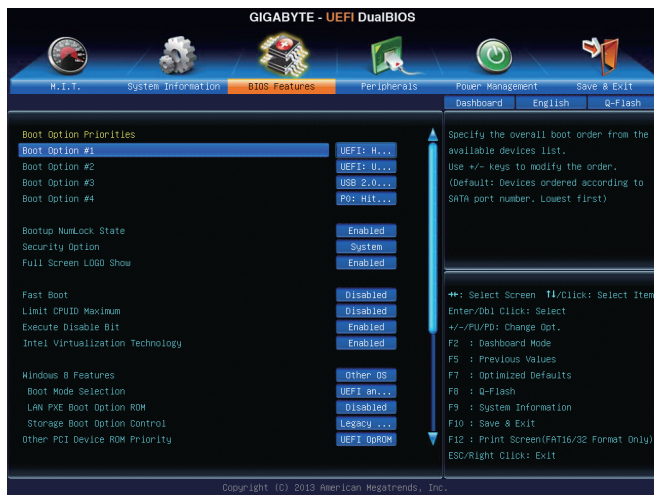 GIGABYTE - UEFI DualBIOS
M.I.T. System Information BIOS Features Peripherals Power Management Save & Exit
Dashboard English Q-Flash
Boot Option Priorities
Boot Option #1 UEFI: H...
Boot Option #2 UEFI: U...
Boot Option #3 USB 2.0...
Boot Option #4 P0: Hit...
Bootup NumLock State Enabled
Security Option System
Full Screen LOGO Show Enabled
Fast Boot Disabled
Limit CPUID Maximum Disabled
Execute Disable Bit Enabled
Intel Virtualization Technology Enabled
Windows 8 Features Other OS
Boot Mode Selection UEFI an...
LAN PXE Boot Option ROM Disabled
Storage Boot Option Control Legacy ...
Other PCI Device ROM Priority UEFI OpROM
Specify the overall boot order from the
available devices list.
Use +/- keys to modify the order.
(Default: Devices ordered according to
SATA port number. Lowest first)
→←: Select Screen ↑↓/Click: Select Item
Enter/Dbl Click: Select
+/-/PU/PD: Change Opt.
F2 : Dashboard Mode
F5 : Previous Values
F7 : Optimized Defaults
F8 : Q-Flash
F9 : System Information
F10 : Save & Exit
F12 : Print Screen(FAT16/32 Format Only)
ESC/Right Click: Exit
Copyright (C) 2013 American Megatrends, Inc.